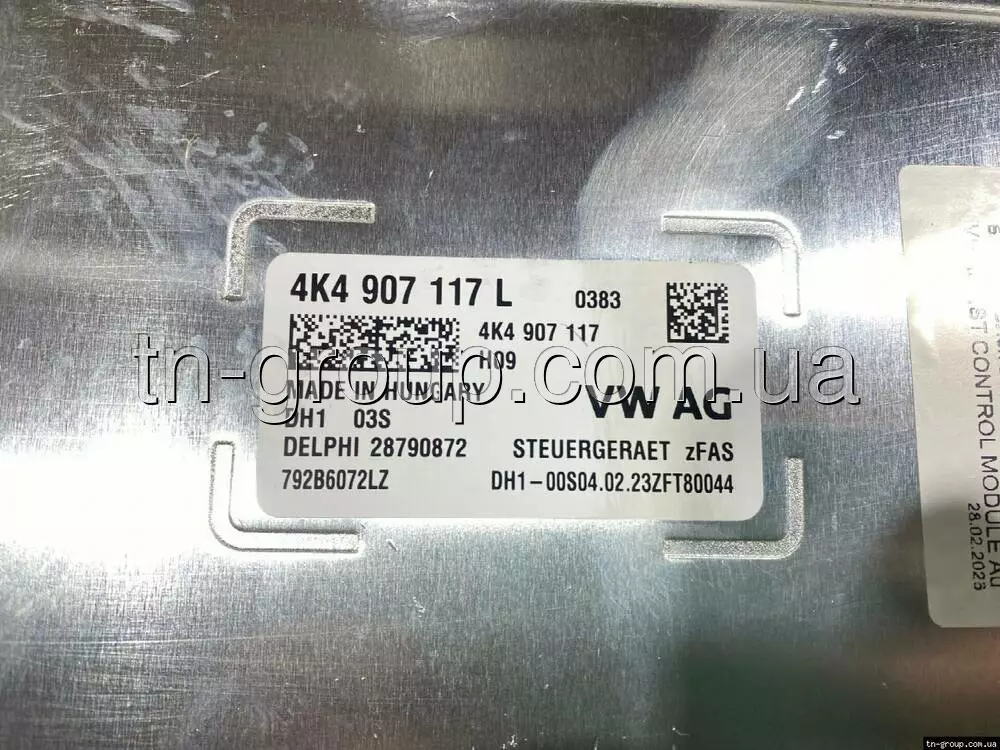 4K4 907 117 L 0383
4K4 907 117
H09
MADE IN HUNGARY
VW AG
DH1 03S
DELPHI 28790872 STEUERGERAET zFAS
792B6072LZ DH1-00S04.02.23ZFT80044
tn-group.com.ua
CONTROL MODULE AU
28.02.2023
tn-group.com.ua